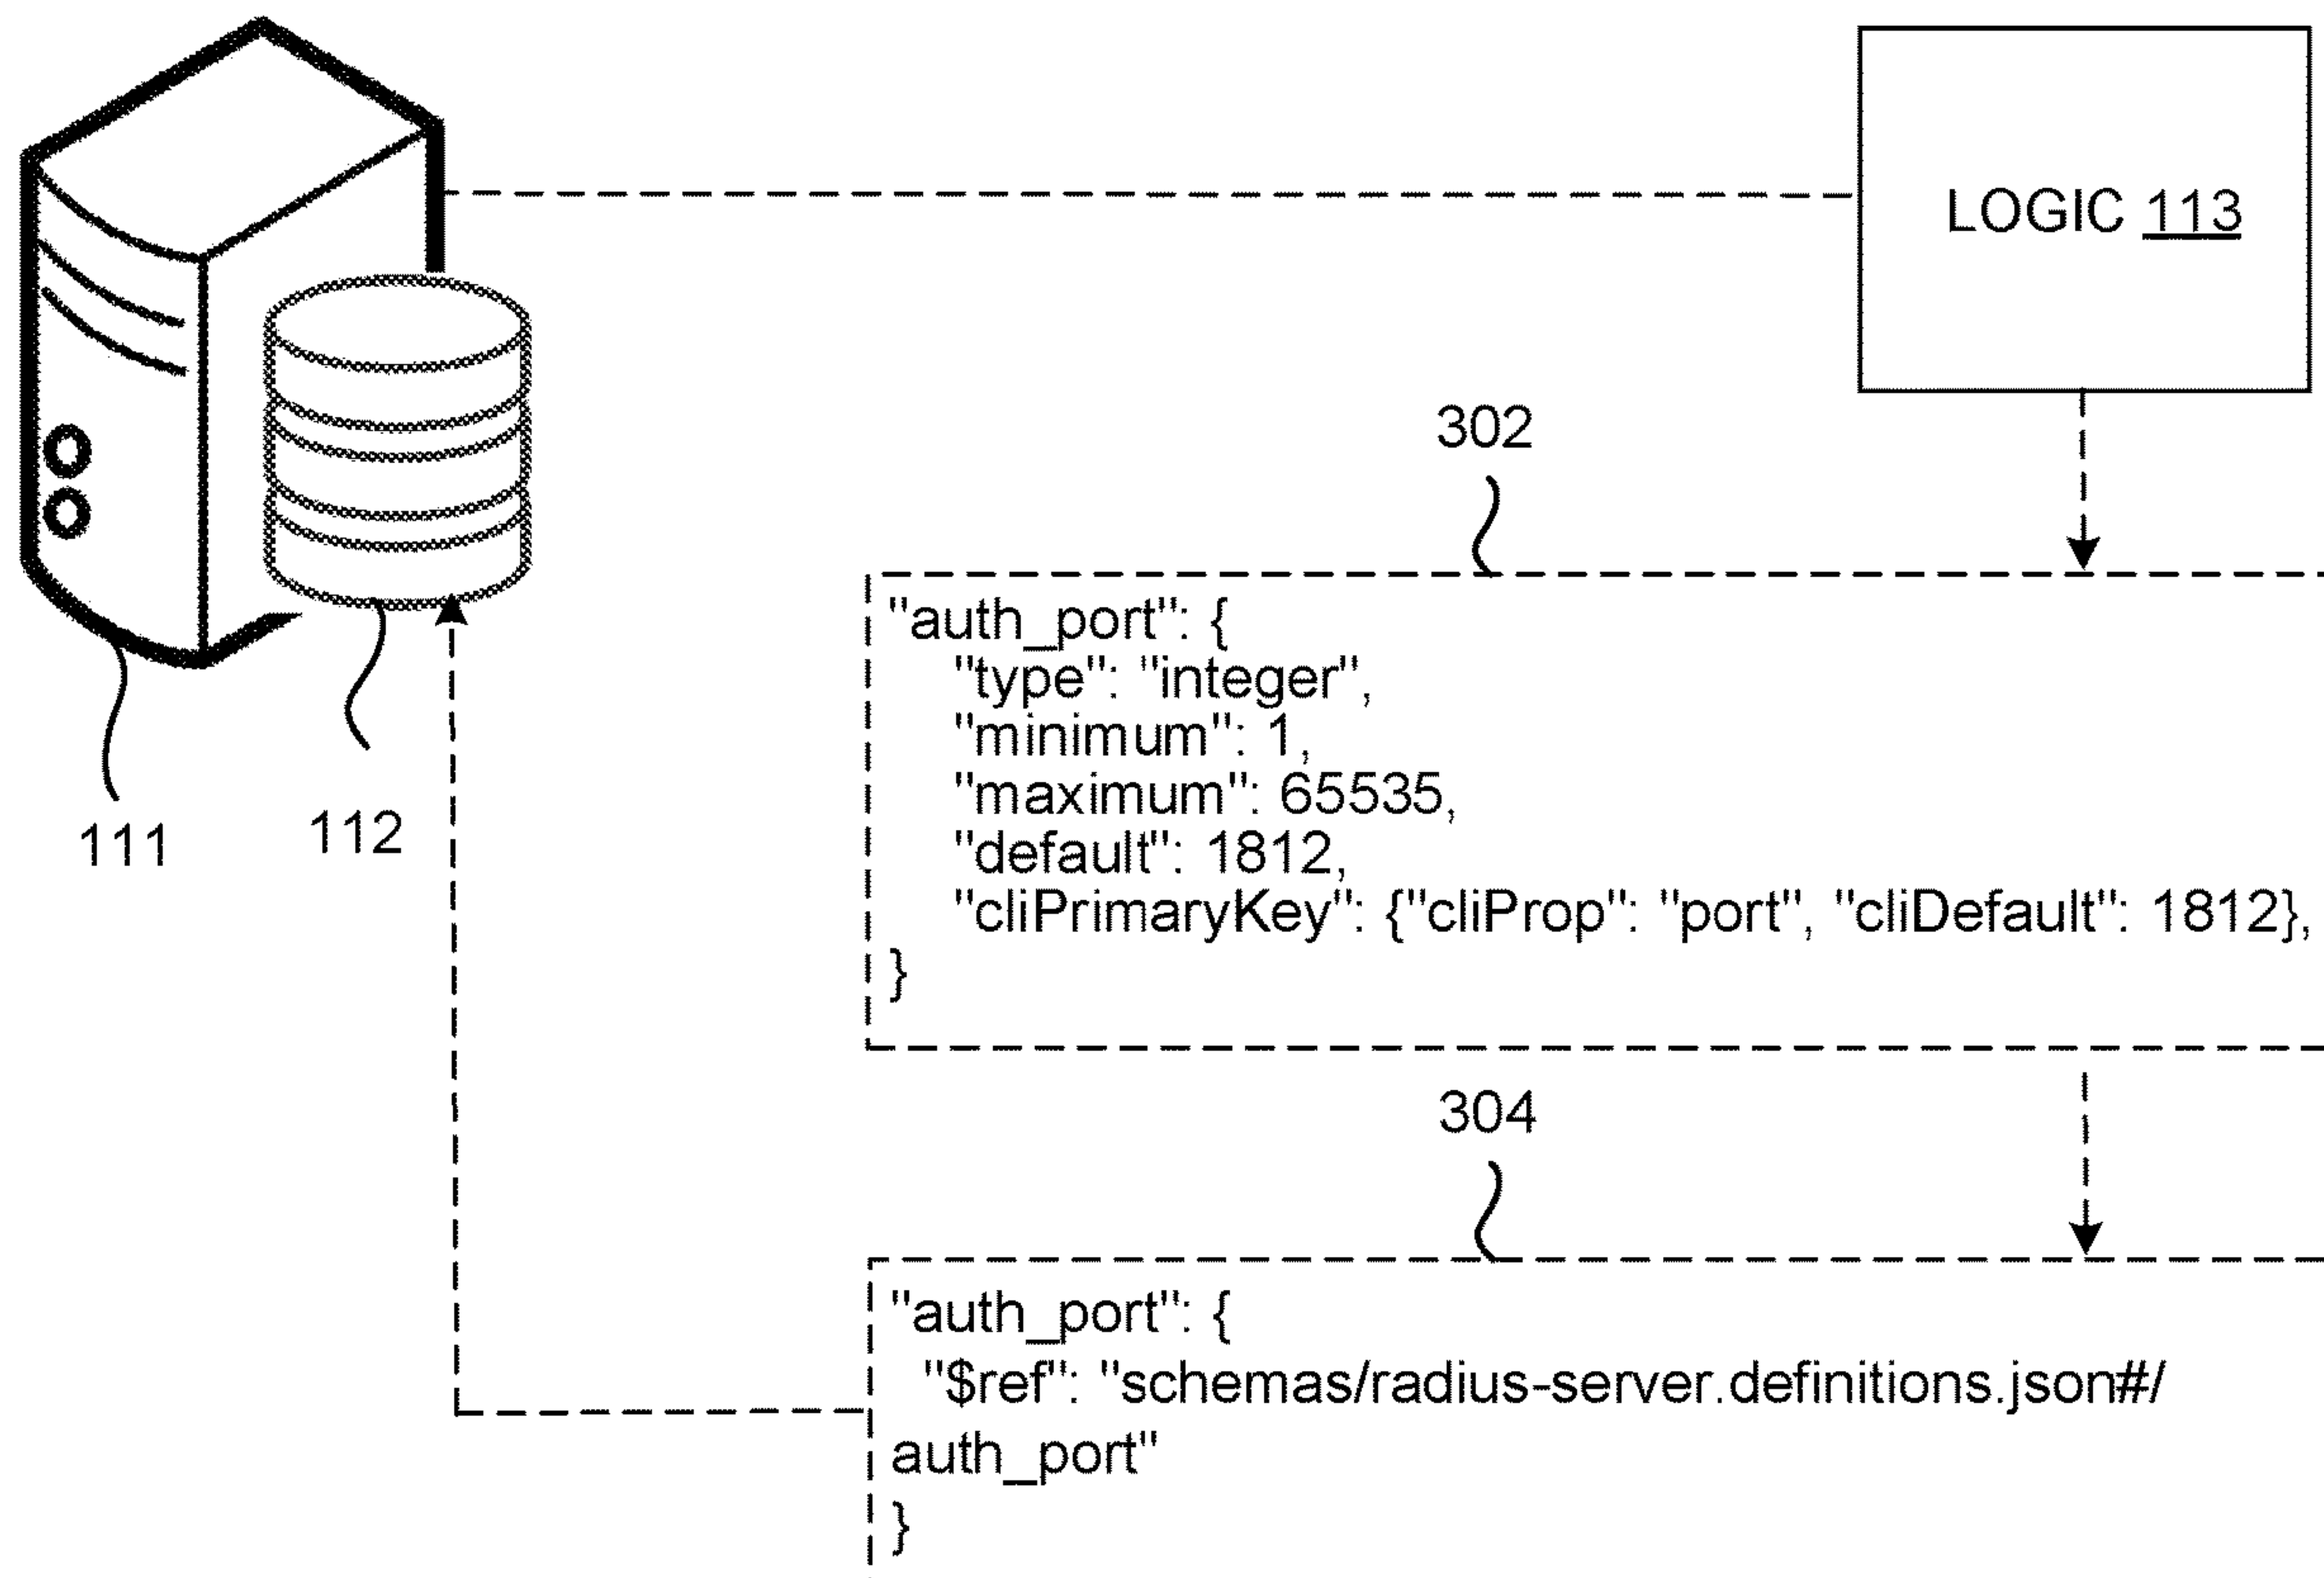 LOGIC 113
302
"auth_port": {
"type": "integer",
"minimum": 1,
"maximum": 65535,
"default": 1812,
"cliPrimaryKey": {"cliProp": "port", "cliDefault": 1812},
}
111
112
304
"auth_port": {
"$ref": "schemas/radius-server.definitions.json#/
auth_port"
}